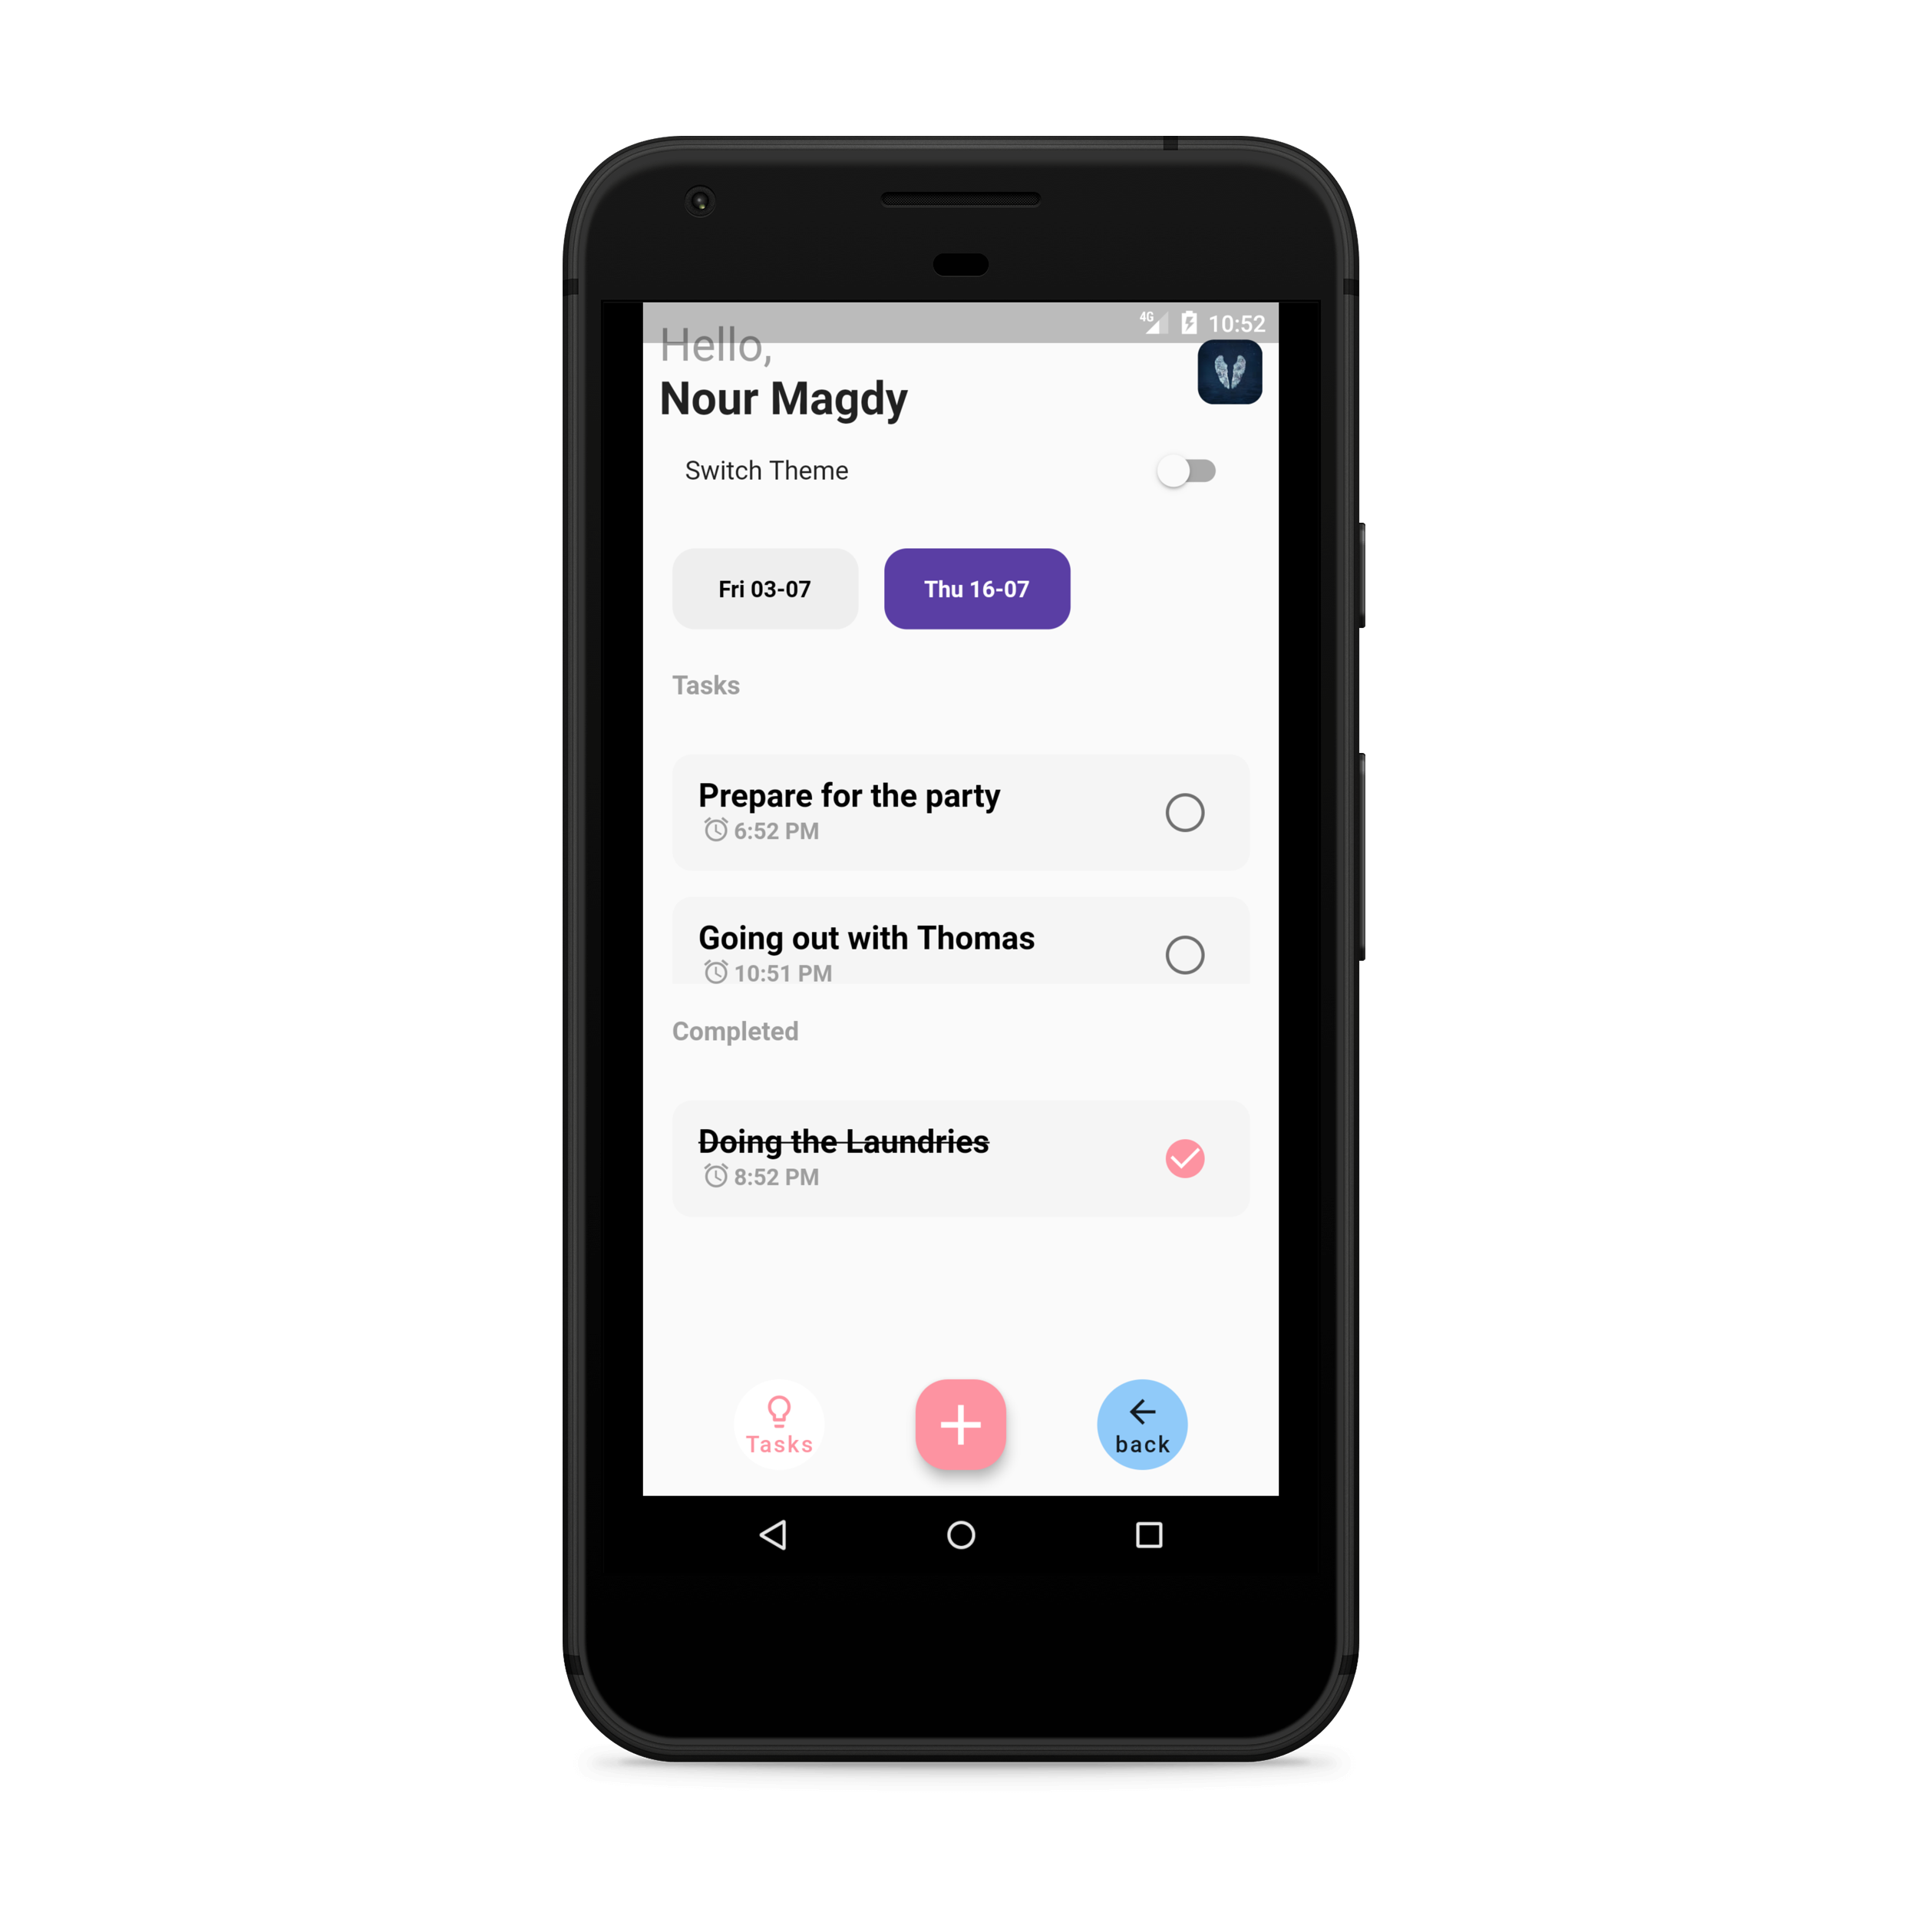 4G 10:52
Hello,
Nour Magdy
Switch Theme
Fri 03-07 Thu 16-07
Tasks
Prepare for the party
6:52 PM
Going out with Thomas
10:51 PM
Completed
Doing the Laundries
8:52 PM
Tasks back